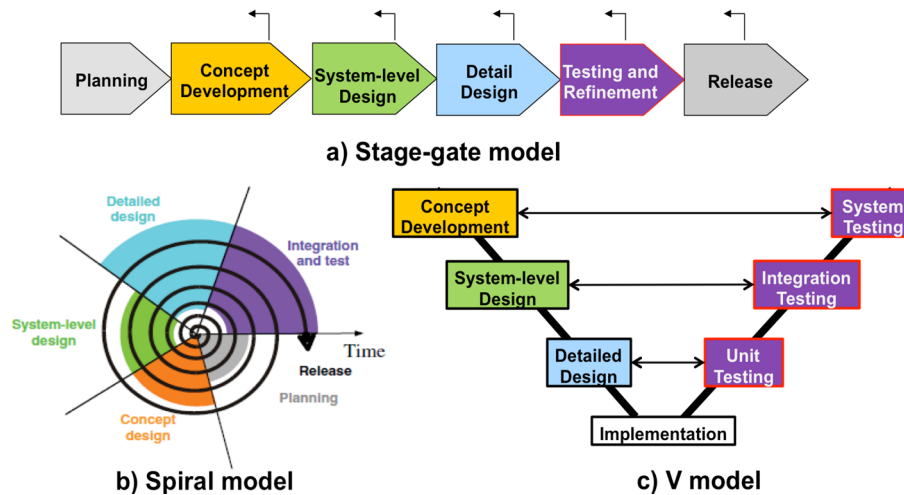 Planning
Concept
Development
System-level
Design
Detail
Design
Testing and
Refinement
Release
a) Stage-gate model
Detailed
design
Integration
and test
System-level
design
Time
Release
Planning
Concept
design
b) Spiral model
Concept
Development
System
Testing
System-level
Design
Integration
Testing
Detailed
Design
Unit
Testing
Implementation
c) V model